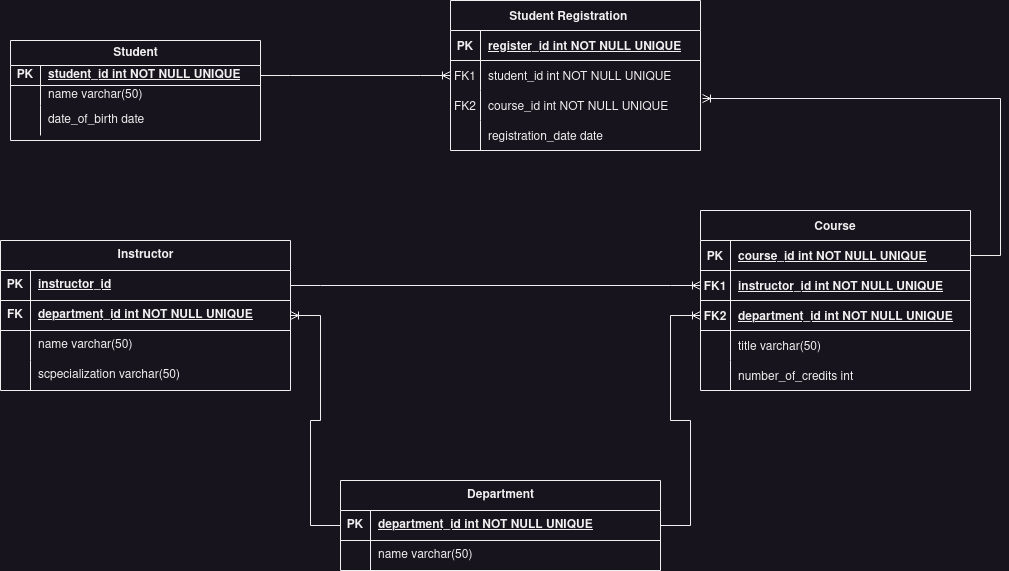 Student Registration
PK register_id int NOT NULL UNIQUE
FK1 student_id int NOT NULL UNIQUE
FK2 course_id int NOT NULL UNIQUE
registration_date date
Student
PK student_id int NOT NULL UNIQUE
name varchar(50)
date_of_birth date
Course
PK course_id int NOT NULL UNIQUE
FK1 instructor_id int NOT NULL UNIQUE
FK2 department_id int NOT NULL UNIQUE
title varchar(50)
number_of_credits int
Instructor
PK instructor_id
FK department_id int NOT NULL UNIQUE
name varchar(50)
scpecialization varchar(50)
Department
PK department_id int NOT NULL UNIQUE
name varchar(50)